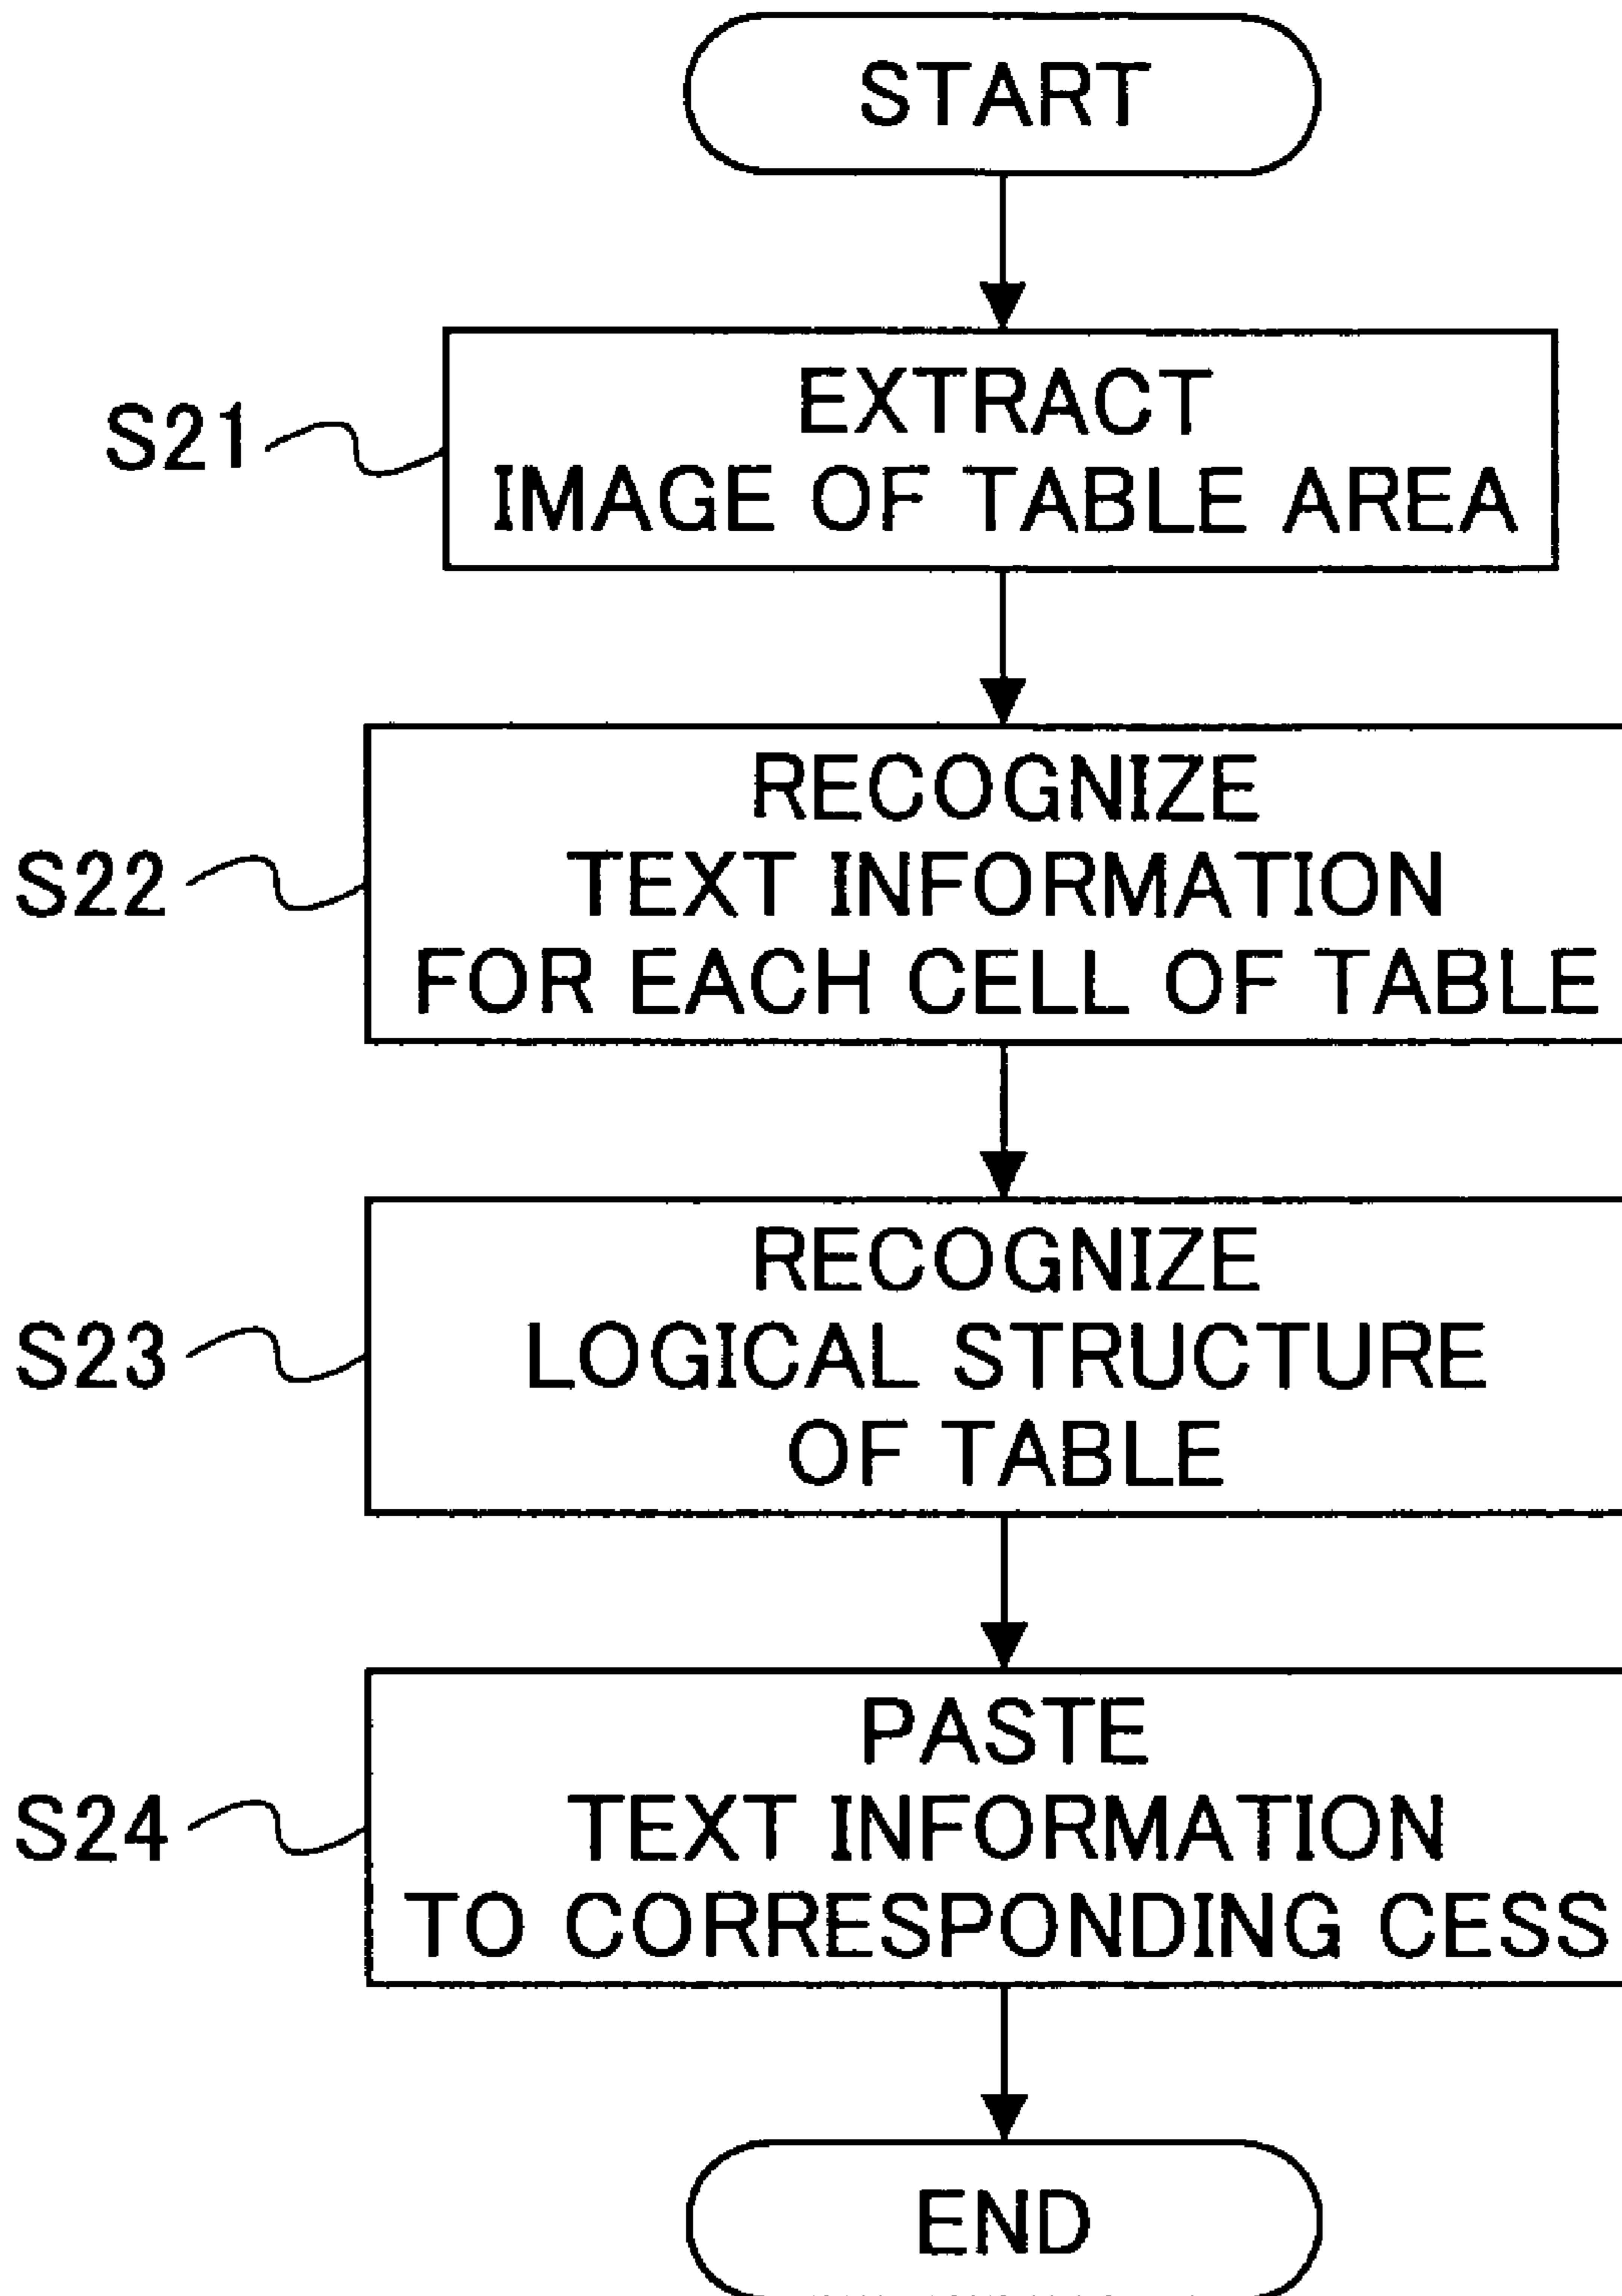 START
S21
EXTRACT
IMAGE OF TABLE AREA
S22
RECOGNIZE
TEXT INFORMATION
FOR EACH CELL OF TABLE
S23
RECOGNIZE
LOGICAL STRUCTURE
OF TABLE
S24
PASTE
TEXT INFORMATION
TO CORRESPONDING CESS
END